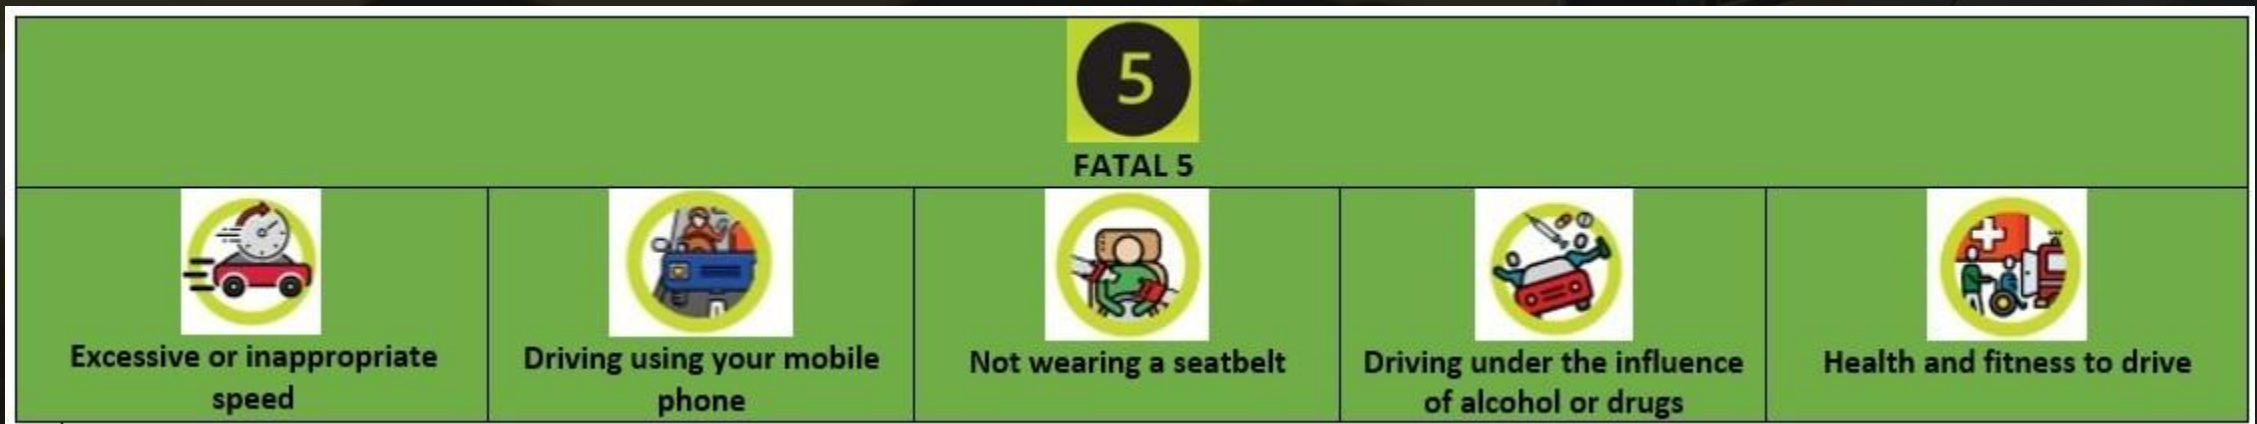 5
FATAL 5
Excessive or inappropriate
speed
Driving using your mobile
phone
Not wearing a seatbelt
Driving under the influence
of alcohol or drugs
Health and fitness to drive